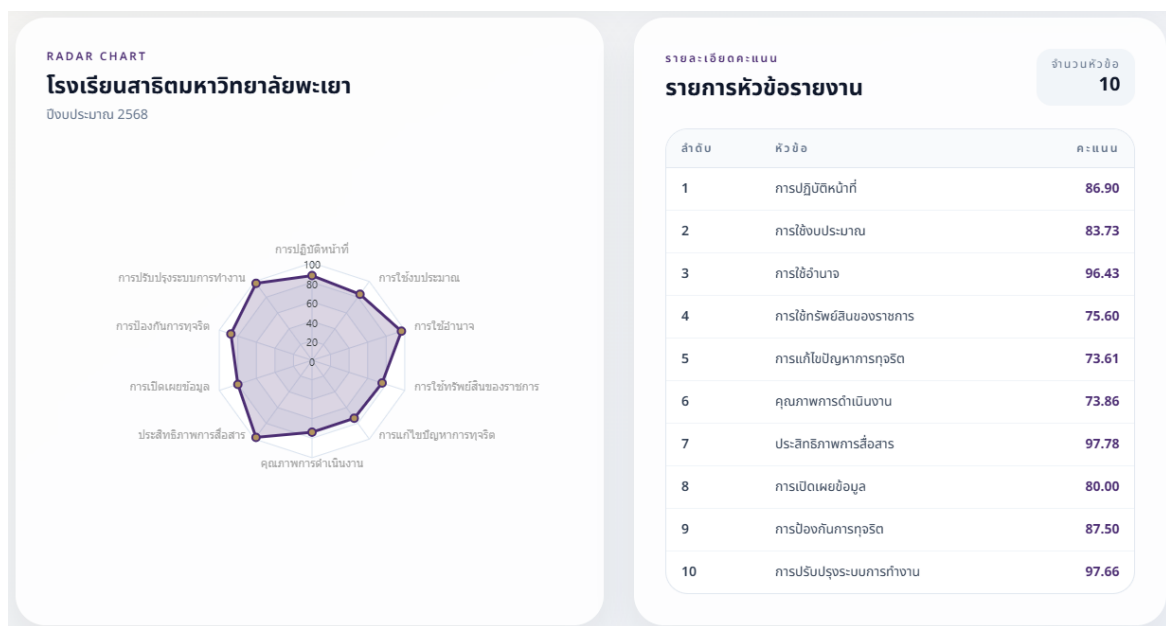 RADAR CHART
โรงเรียนสาธิตมหาวิทยาลัยพะเยา
ปีงบประมาณ 2568
การปฏิบัติหน้าที่
การปรับปรุงระบบการทำงาน
การใช้งบประมาณ
การป้องกันการทุจริต
การใช้อำนาจ
การเปิดเผยข้อมูล
การใช้ทรัพย์สินของราชการ
ประสิทธิภาพการสื่อสาร
การแก้ไขปัญหาการทุจริต
คุณภาพการดำเนินงาน
100
80
60
40
20
0
รายละเอียดคะแนน
รายการหัวข้อรายงาน
จำนวนหัวข้อ
10
ลำดับ หัวข้อ คะแนน
1 การปฏิบัติหน้าที่ 86.90
2 การใช้งบประมาณ 83.73
3 การใช้อำนาจ 96.43
4 การใช้ทรัพย์สินของราชการ 75.60
5 การแก้ไขปัญหาการทุจริต 73.61
6 คุณภาพการดำเนินงาน 73.86
7 ประสิทธิภาพการสื่อสาร 97.78
8 การเปิดเผยข้อมูล 80.00
9 การป้องกันการทุจริต 87.50
10 การปรับปรุงระบบการทำงาน 97.66